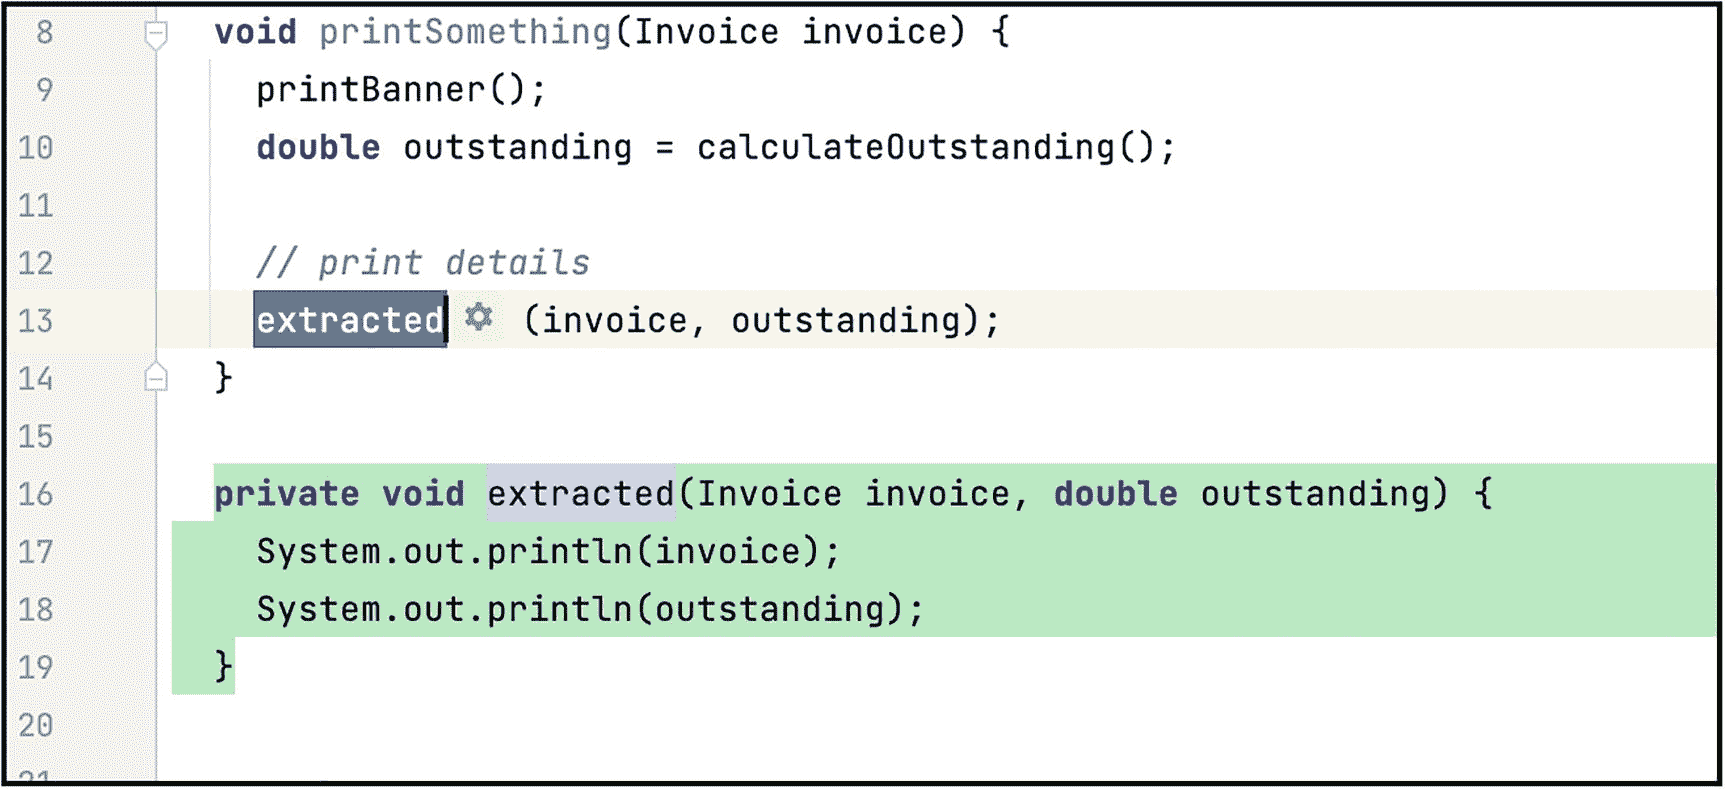 8 void printSomething(Invoice invoice) {
9 printBanner();
10 double outstanding = calculateOutstanding();
11
12 // print details
13 extracted (invoice, outstanding);
14 }
15
16 private void extracted(Invoice invoice, double outstanding) {
17 System.out.println(invoice);
18 System.out.println(outstanding);
19 }
20
21